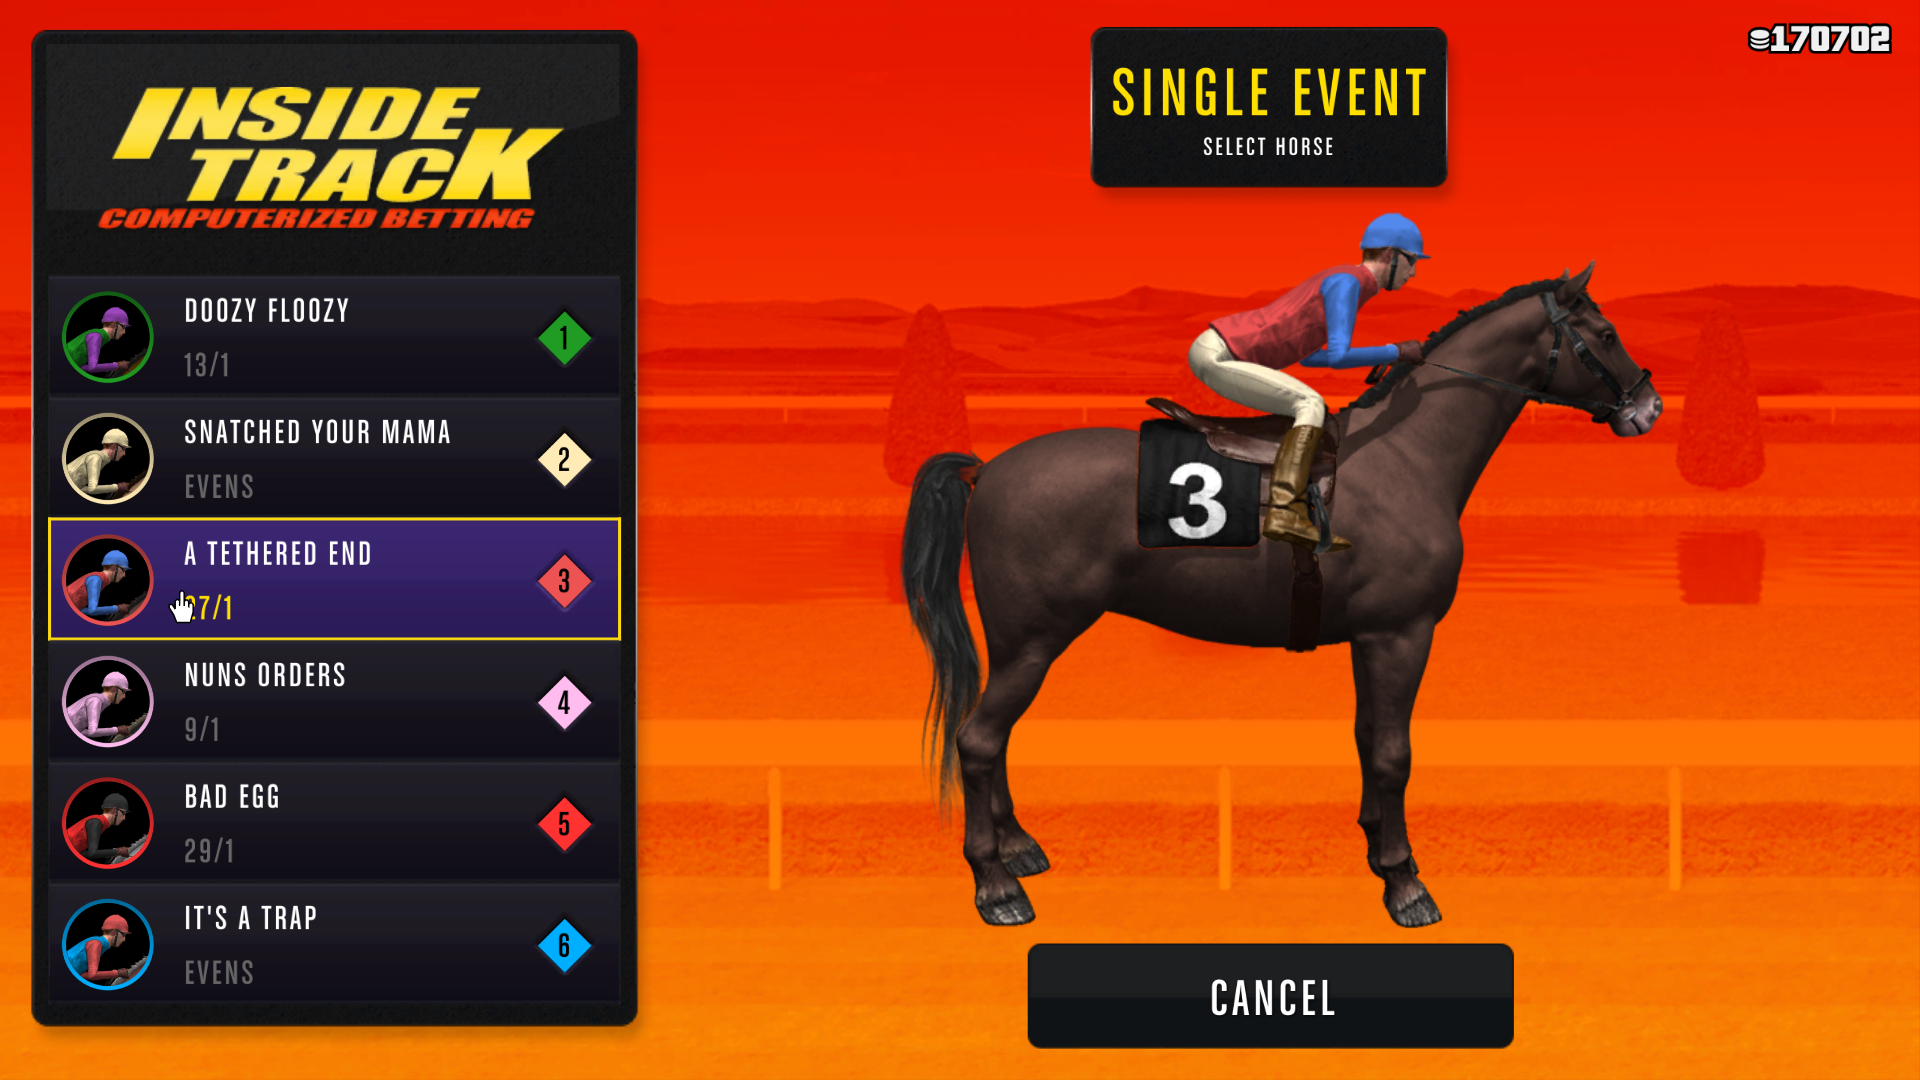 INSIDE
TRACK
COMPUTERIZED BETTING
DOOZY FLOOZY
13/1
1
SNATCHED YOUR MAMA
EVENS
2
A TETHERED END
27/1
3
NUNS ORDERS
9/1
4
BAD EGG
29/1
5
IT'S A TRAP
EVENS
6
SINGLE EVENT
SELECT HORSE
170702
3
CANCEL